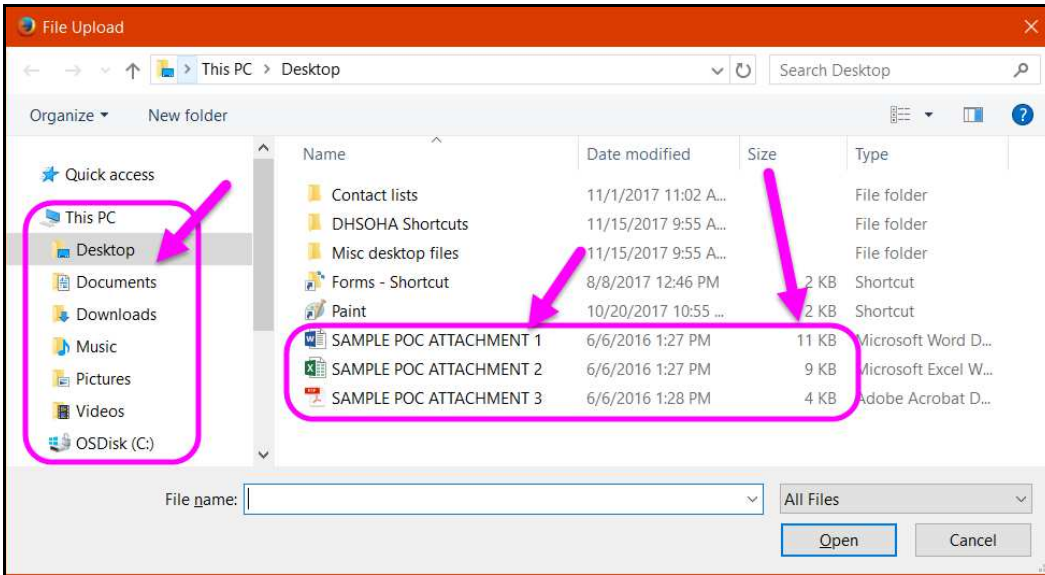 File Upload
This PC > Desktop
Search Desktop
Organize
New folder
Name
Date modified
Size
Type
Quick access
This PC
Desktop
Documents
Downloads
Music
Pictures
Videos
OSDisk (C:)
Contact lists 11/1/2017 11:02 A... File folder
DHSOHA Shortcuts 11/15/2017 9:55 A... File folder
Misc desktop files 11/15/2017 9:55 A... File folder
Forms - Shortcut 8/8/2017 12:46 PM 2 KB Shortcut
Paint 10/20/2017 10:55 ... 2 KB Shortcut
SAMPLE POC ATTACHMENT 1 6/6/2016 1:27 PM 11 KB Microsoft Word D...
SAMPLE POC ATTACHMENT 2 6/6/2016 1:27 PM 9 KB Microsoft Excel W...
SAMPLE POC ATTACHMENT 3 6/6/2016 1:28 PM 4 KB Adobe Acrobat D...
File name:
All Files
Open
Cancel